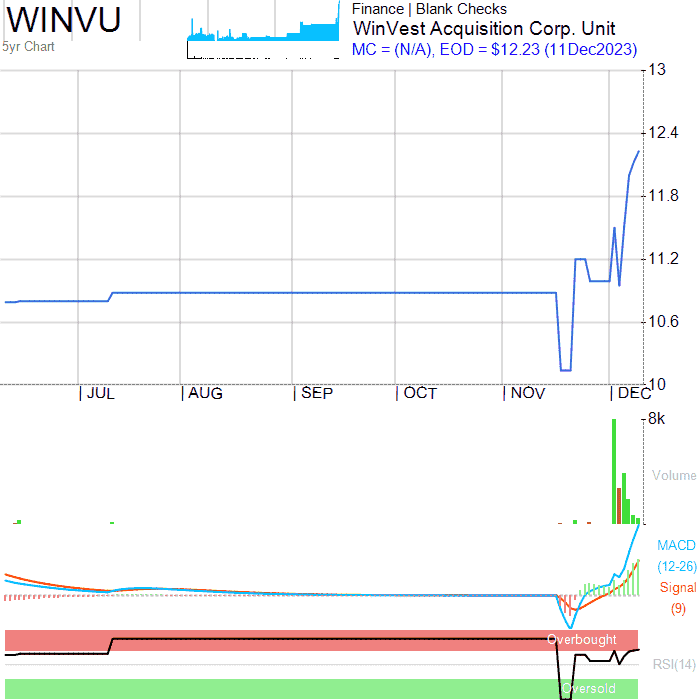 WINVU
5yr Chart
Finance | Blank Checks
WinVest Acquisition Corp. Unit
MC = (N/A), EOD = $12.23 (11Dec2023)
13
12.4
11.8
11.2
10.6
10
| JUL | AUG | SEP | OCT | NOV | DEC
8k
Volume
MACD
(12-26)
Signal
(9)
Overbought
RSI(14)
Oversold